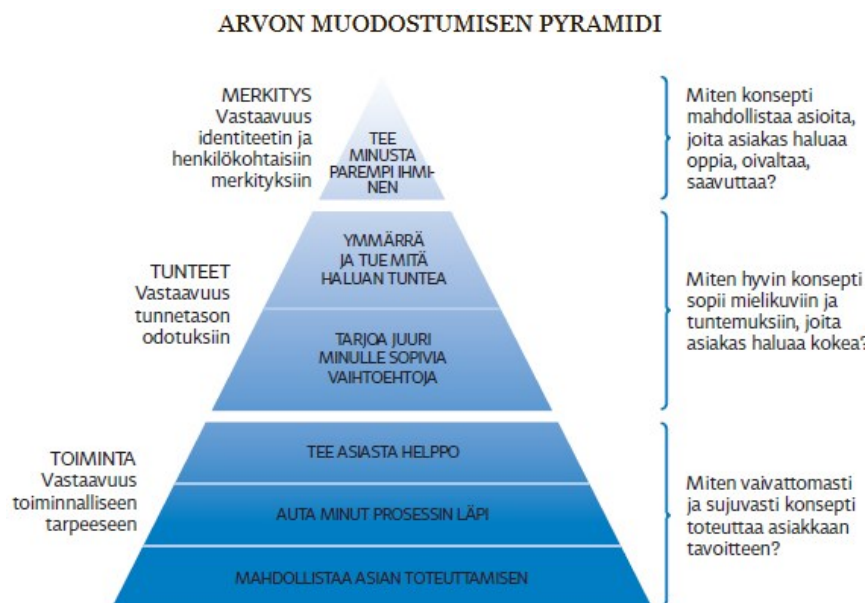 ARVON MUODOSTUMISEN PYRAMIDI
MERKITYS
Vastaavuus
identiteetin ja
henkilökohtaisiin
merkityksiin
TEE
MINUSTA
PAREMPI IHMI-
NEN
Miten konsepti
mahdollistaa asioita,
joita asiakas haluaa
oppia, oivaltaa,
saavuttaa?
TUNTEET
Vastaavuus
tunnetason
odotuksiin
YMMÄRRÄ
JA TUE MITÄ
HALUAN TUNTEA
TARJOA JUURI
MINULLE SOPIVIA
VAIHTOEHTOJA
Miten hyvin konsepti
sopii mielikuviin ja
tuntemuksiin, joita
asiakas haluaa kokea?
TOIMINTA
Vastaavuus
toiminnalliseen
tarpeeseen
TEE ASIASTA HELPPO
AUTA MINUT PROSESSIN LÄPI
MAHDOLLISTAA ASIAN TOTEUTTAMISEN
Miten vaivattomasti
ja sujuvasti konsepti
toteuttaa asiakkaan
tavoitteen?